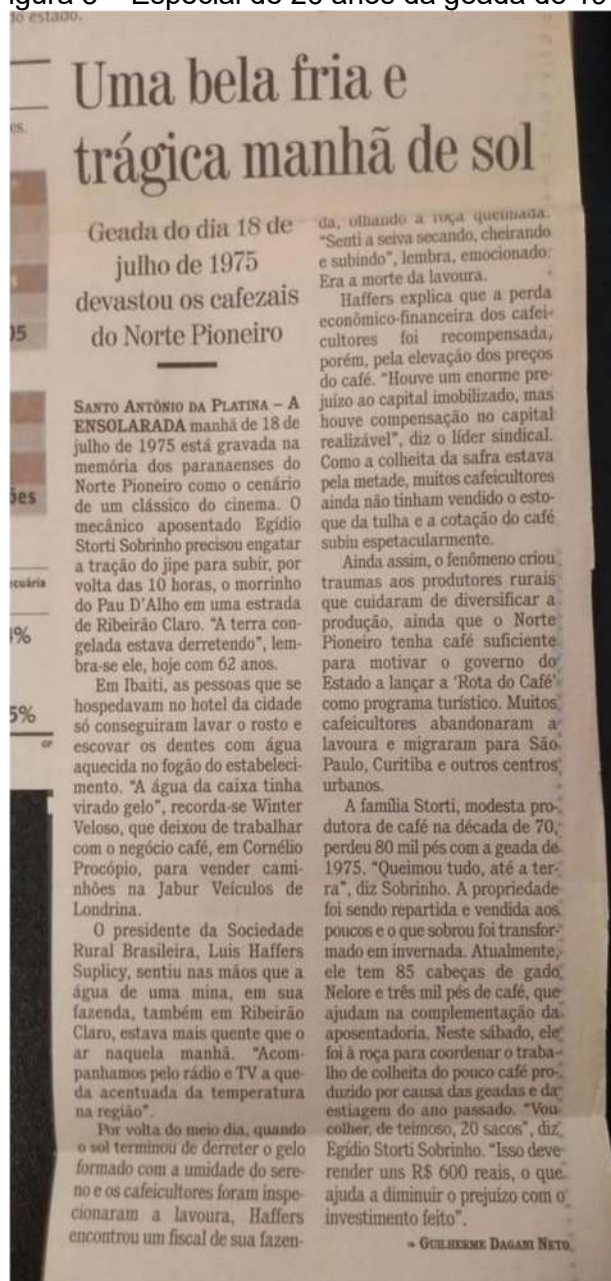 Especial de 20 anos da geada de 19
do estado.
Uma bela fria e
trágica manhã de sol
Geada do dia 18 de
julho de 1975
devastou os cafezais
do Norte Pioneiro
SANTO ANTÔNIO DA PLATINA – A
ENSOLARADA manhã de 18 de
julho de 1975 está gravada na
memória dos paranaenses do
Norte Pioneiro como o cenário
de um clássico do cinema. O
mecânico aposentado Egídio
Storti Sobrinho precisou engatar
a tração do jipe para subir, por
volta das 10 horas, o morrinho
do Pau D'Alho em uma estrada
de Ribeirão Claro. "A terra con-
gelada estava derretendo", lem-
bra-se ele, hoje com 62 anos.
Em Ibaiti, as pessoas que se
hospedavam no hotel da cidade
só conseguiram lavar o rosto e
escovar os dentes com água
aquecida no fogão do estabeleci-
mento. "A água da caixa tinha
virado gelo", recorda-se Winter
Veloso, que deixou de trabalhar
com o negócio café, em Cornélio
Procópio, para vender cami-
nhões na Jabur Veículos de
Londrina.
O presidente da Sociedade
Rural Brasileira, Luis Haffers
Suplicy, sentiu nas mãos que a
água de uma mina, em sua
fazenda, também em Ribeirão
Claro, estava mais quente que o
ar naquela manhã. "Acom-
panhamos pelo rádio e TV a que-
da acentuada da temperatura
na região".
Por volta do meio dia, quando
o sol terminou de derreter o gelo
formado com a umidade do sere-
no e os cafeicultores foram inspe-
cionaram a lavoura, Haffers
encontrou um fiscal de sua fazen-
da, olhando a roça queimada.
"Senti a seiva secando, cheirando
e subindo", lembra, emocionado.
Era a morte da lavoura.
Haffers explica que a perda
econômico-financeira dos cafei-
cultores foi recompensada,
porém, pela elevação dos preços
do café. "Houve um enorme pre-
juízo ao capital imobilizado, mas
houve compensação no capital
realizável", diz o líder sindical.
Como a colheita da safra estava
pela metade, muitos cafeicultores
ainda não tinham vendido o esto-
que da tulha e a cotação do café
subiu espetacularmente.
Ainda assim, o fenômeno criou
traumas aos produtores rurais
que cuidaram de diversificar a
produção, ainda que o Norte
Pioneiro tenha café suficiente
para motivar o governo do
Estado a lançar a 'Rota do Café'
como programa turístico. Muitos
cafeicultores abandonaram a
lavoura e migraram para São
Paulo, Curitiba e outros centros
urbanos.
A família Storti, modesta pro-
dutora de café na década de 70,
perdeu 80 mil pés com a geada de
1975. "Queimou tudo, até a ter-
ra", diz Sobrinho. A propriedade
foi sendo repartida e vendida aos
poucos e o que sobrou foi transfor-
mado em invernada. Atualmente,
ele tem 85 cabeças de gado
Nelore e três mil pés de café, que
ajudam na complementação da
aposentadoria. Neste sábado, ele
foi à roça para coordenar o traba-
lho de colheita do pouco café pro-
duzido por causa das geadas e da
estiagem do ano passado. "Vou
colher, de teimoso, 20 sacos", diz
Egídio Storti Sobrinho. "Isso deve
render uns R$ 600 reais, o que
ajuda a diminuir o prejuízo com o
investimento feito".
GUILHERME DAGANI NETO
05
ões
ecuária
%
5%
GP